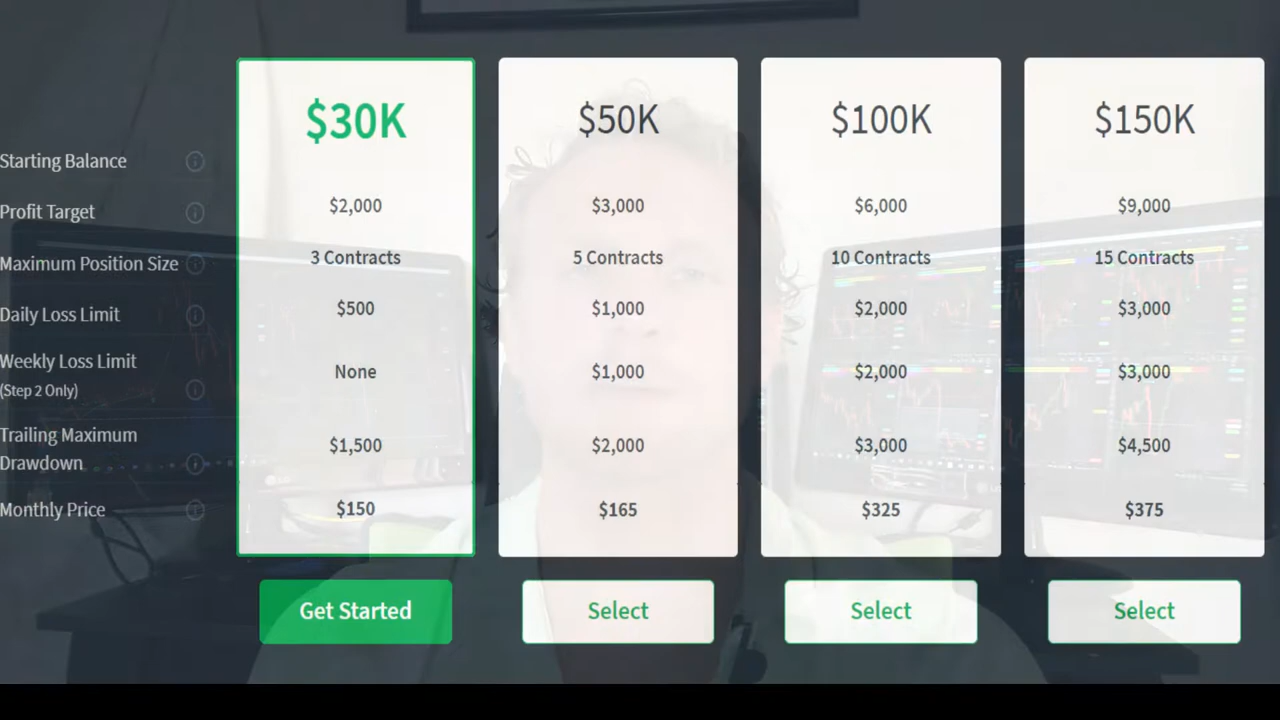 $30K $50K $100K $150K
Starting Balance
Profit Target $2,000 $3,000 $6,000 $9,000
Maximum Position Size 3 Contracts 5 Contracts 10 Contracts 15 Contracts
Daily Loss Limit $500 $1,000 $2,000 $3,000
Weekly Loss Limit
(Step 2 Only) None $1,000 $2,000 $3,000
Trailing Maximum
Drawdown $1,500 $2,000 $3,000 $4,500
Monthly Price $150 $165 $325 $375
Get Started Select Select Select